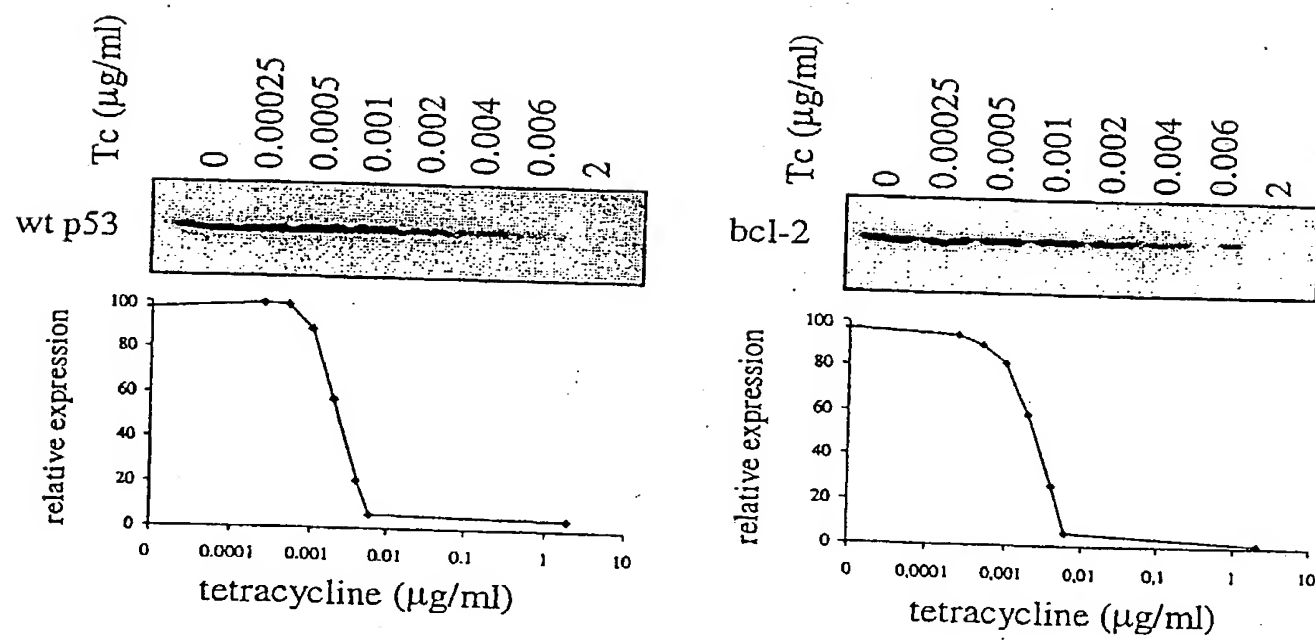 Tc (μg/ml)
0
0.00025
0.0005
0.001
0.002
0.004
0.006
2
wt p53
100
80
60
40
20
0
relative expression
0 0.0001 0.001 0.01 0.1 1 10
tetracycline (μg/ml)
Tc (μg/ml)
0
0.00025
0.0005
0.001
0.002
0.004
0.006
2
bcl-2
100
80
60
40
20
0
relative expression
0 0,0001 0,001 0,01 0,1 1 10
tetracycline (μg/ml)